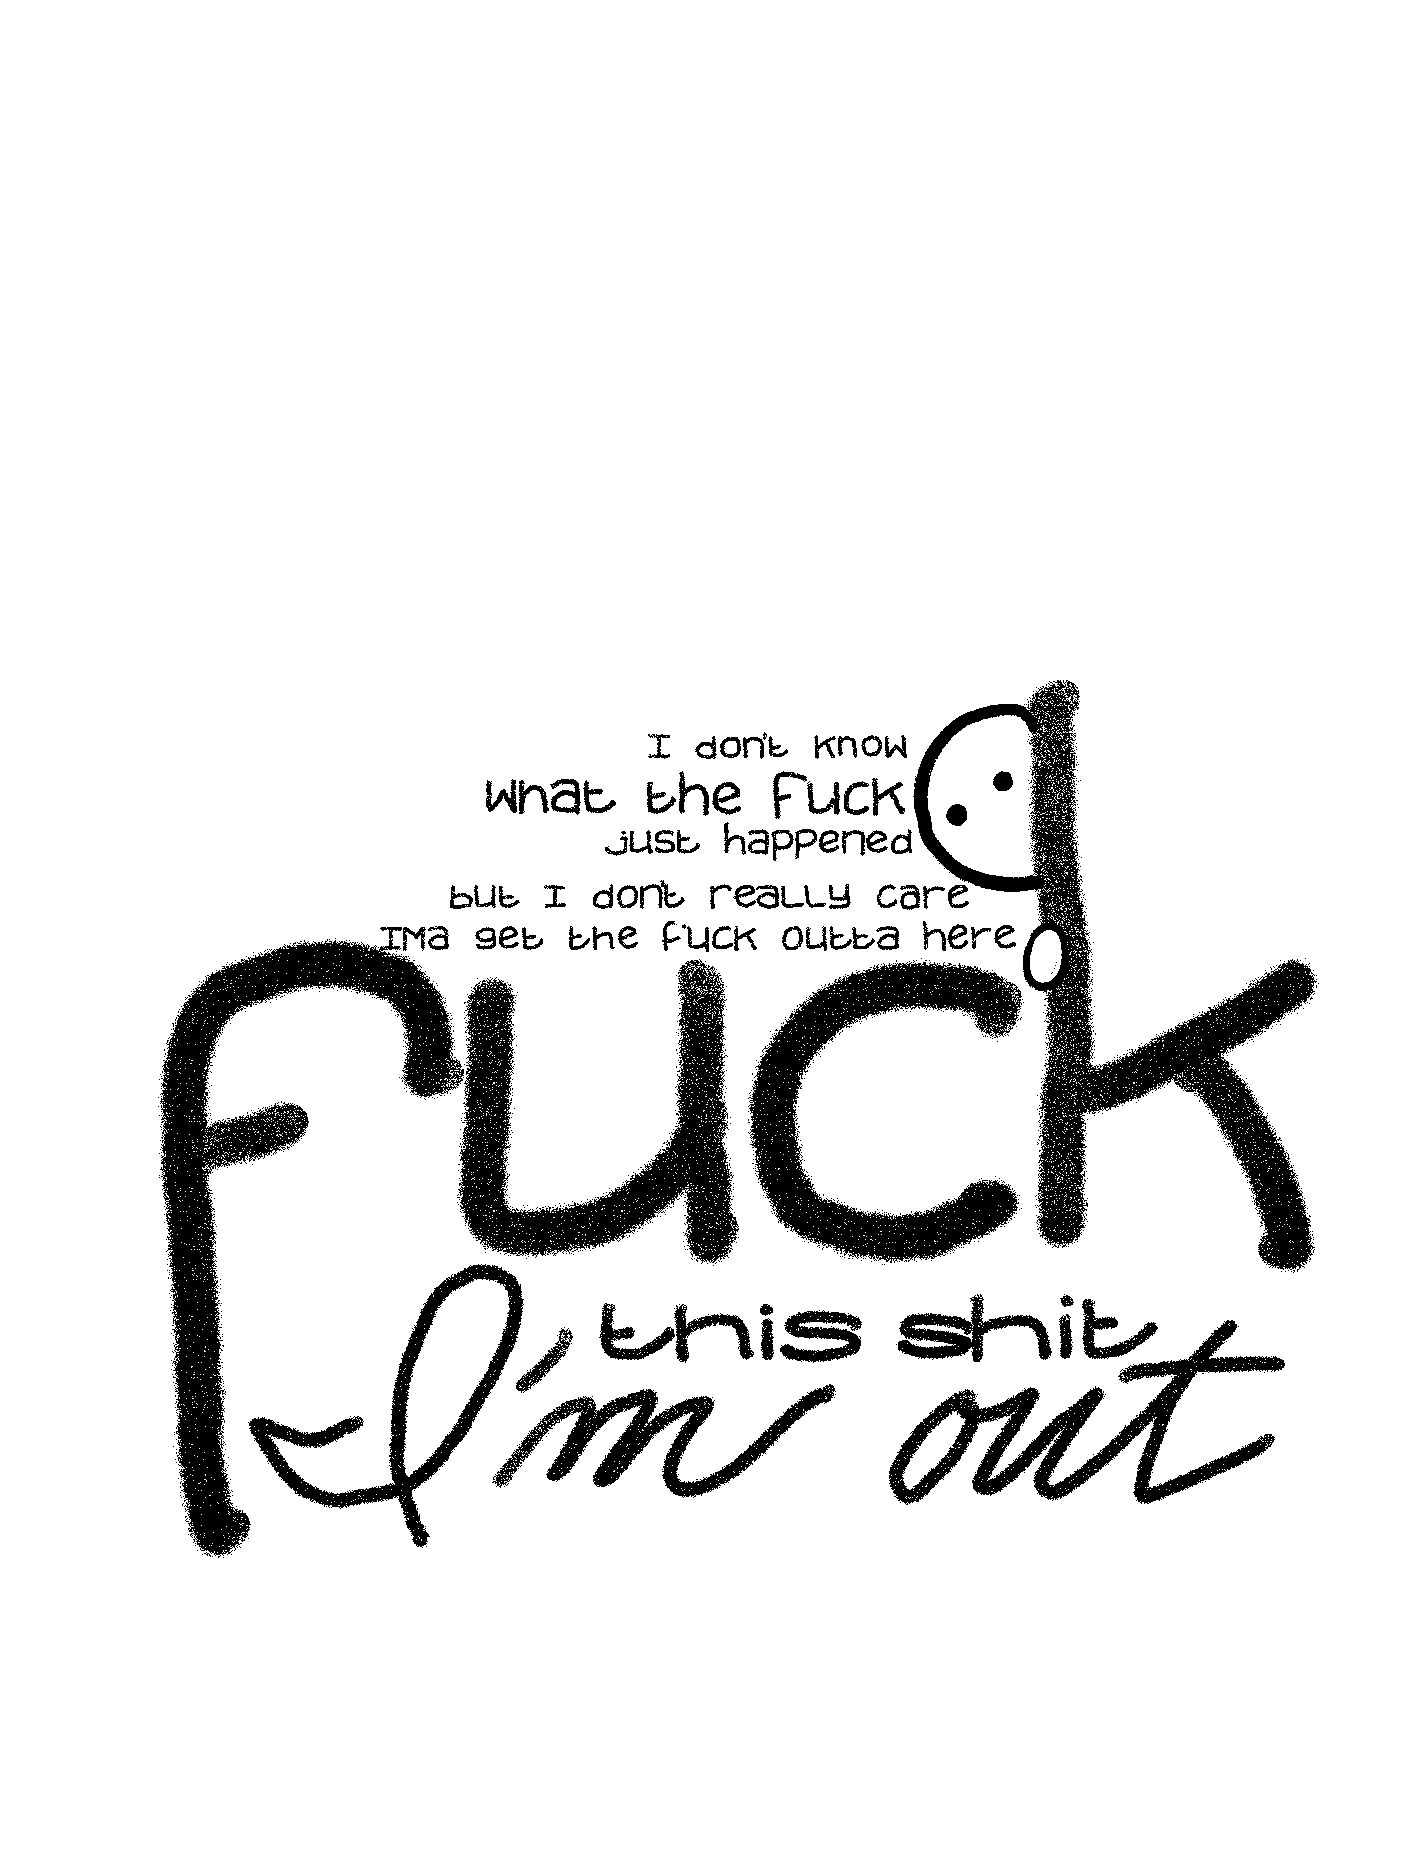 I don't know
what the fuck
just happened
but I don't really care
IMa get the fuck outta here
fuck
this shit
I'm out